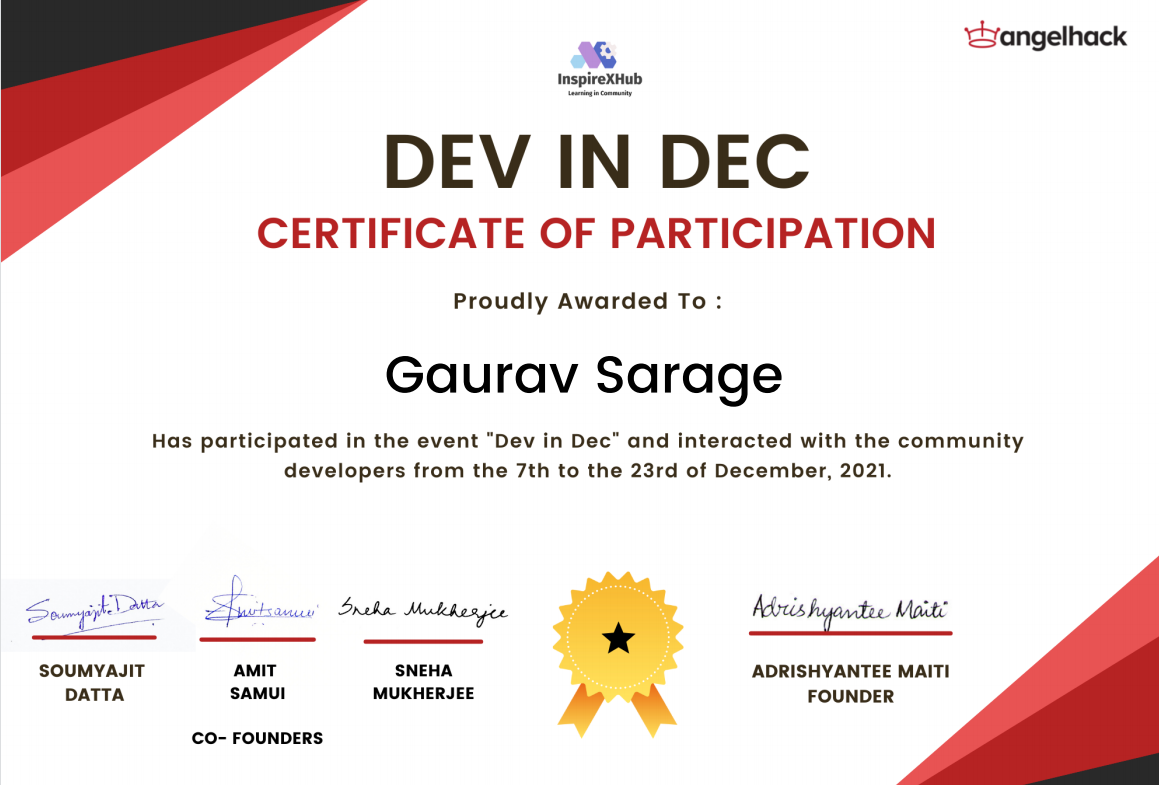 angelhack
InspireXHub
Learning in Community
DEV IN DEC
CERTIFICATE OF PARTICIPATION
Proudly Awarded To :
Gaurav Sarage
Has participated in the event "Dev in Dec" and interacted with the community
developers from the 7th to the 23rd of December, 2021.
Soumyajit Datta
Amitsamui
Sneha Mukherjee
Adrishyantee Maiti
SOUMYAJIT
DATTA
AMIT
SAMUI
SNEHA
MUKHERJEE
ADRISHYANTEE MAITI
FOUNDER
CO- FOUNDERS